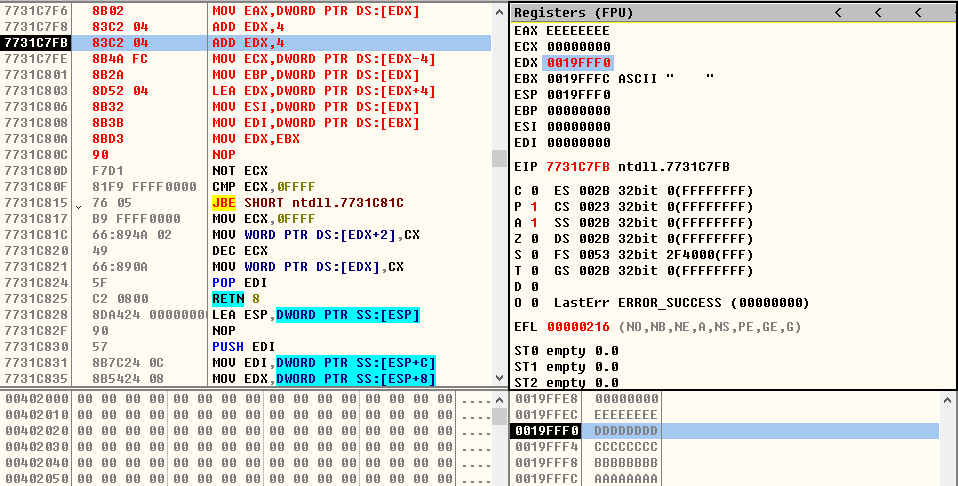 7731C7F6 8B02 MOV EAX,DWORD PTR DS:[EDX]
7731C7F8 83C2 04 ADD EDX,4
7731C7FB 83C2 04 ADD EDX,4
7731C7FE 8B4A FC MOV ECX,DWORD PTR DS:[EDX-4]
7731C801 8B2A MOV EBP,DWORD PTR DS:[EDX]
7731C803 8D52 04 LEA EDX,DWORD PTR DS:[EDX+4]
7731C806 8B32 MOV ESI,DWORD PTR DS:[EDX]
7731C808 8B3B MOV EDI,DWORD PTR DS:[EBX]
7731C80A 8BD3 MOV EDX,EBX
7731C80C 90 NOP
7731C80D F7D1 NOT ECX
7731C80F 81F9 FFFF0000 CMP ECX,0FFFF
7731C815 76 05 JBE SHORT ntdll.7731C81C
7731C817 B9 FFFF0000 MOV ECX,0FFFF
7731C81C 66:894A 02 MOV WORD PTR DS:[EDX+2],CX
7731C820 49 DEC ECX
7731C821 66:890A MOV WORD PTR DS:[EDX],CX
7731C824 5F POP EDI
7731C825 C2 0800 RETN 8
7731C828 8DA424 00000000 LEA ESP,DWORD PTR SS:[ESP]
7731C82F 90 NOP
7731C830 57 PUSH EDI
7731C831 8B7C24 0C MOV EDI,DWORD PTR SS:[ESP+C]
7731C835 8B5424 08 MOV EDX,DWORD PTR SS:[ESP+8]
Registers (FPU) < < <
EAX EEEEEEEE
ECX 00000000
EDX 0019FFF0
EBX 0019FFFC ASCII "    "
ESP 0019FFF0
EBP 00000000
ESI 00000000
EDI 00000000
EIP 7731C7FB ntdll.7731C7FB
C 0 ES 002B 32bit 0(FFFFFFFF)
P 1 CS 0023 32bit 0(FFFFFFFF)
A 1 SS 002B 32bit 0(FFFFFFFF)
Z 0 DS 002B 32bit 0(FFFFFFFF)
S 0 FS 0053 32bit 2F4000(FFF)
T 0 GS 002B 32bit 0(FFFFFFFF)
D 0
O 0 LastErr ERROR_SUCCESS (00000000)
EFL 00000216 (NO,NB,NE,A,NS,PE,GE,G)
ST0 empty 0.0
ST1 empty 0.0
ST2 empty 0.0
00402000 00 00 00 00 00 00 00 00 00 00 00 00 00 00 00 00 ....
00402010 00 00 00 00 00 00 00 00 00 00 00 00 00 00 00 00 ....
00402020 00 00 00 00 00 00 00 00 00 00 00 00 00 00 00 00 ....
00402030 00 00 00 00 00 00 00 00 00 00 00 00 00 00 00 00 ....
00402040 00 00 00 00 00 00 00 00 00 00 00 00 00 00 00 00 ....
00402050 00 00 00 00 00 00 00 00 00 00 00 00 00 00 00 00 ....
0019FFE8 00000000
0019FFEC EEEEEEEE
0019FFF0 DDDDDDDD
0019FFF4 CCCCCCCC
0019FFF8 BBBBBBBB
0019FFFC AAAAAAAA